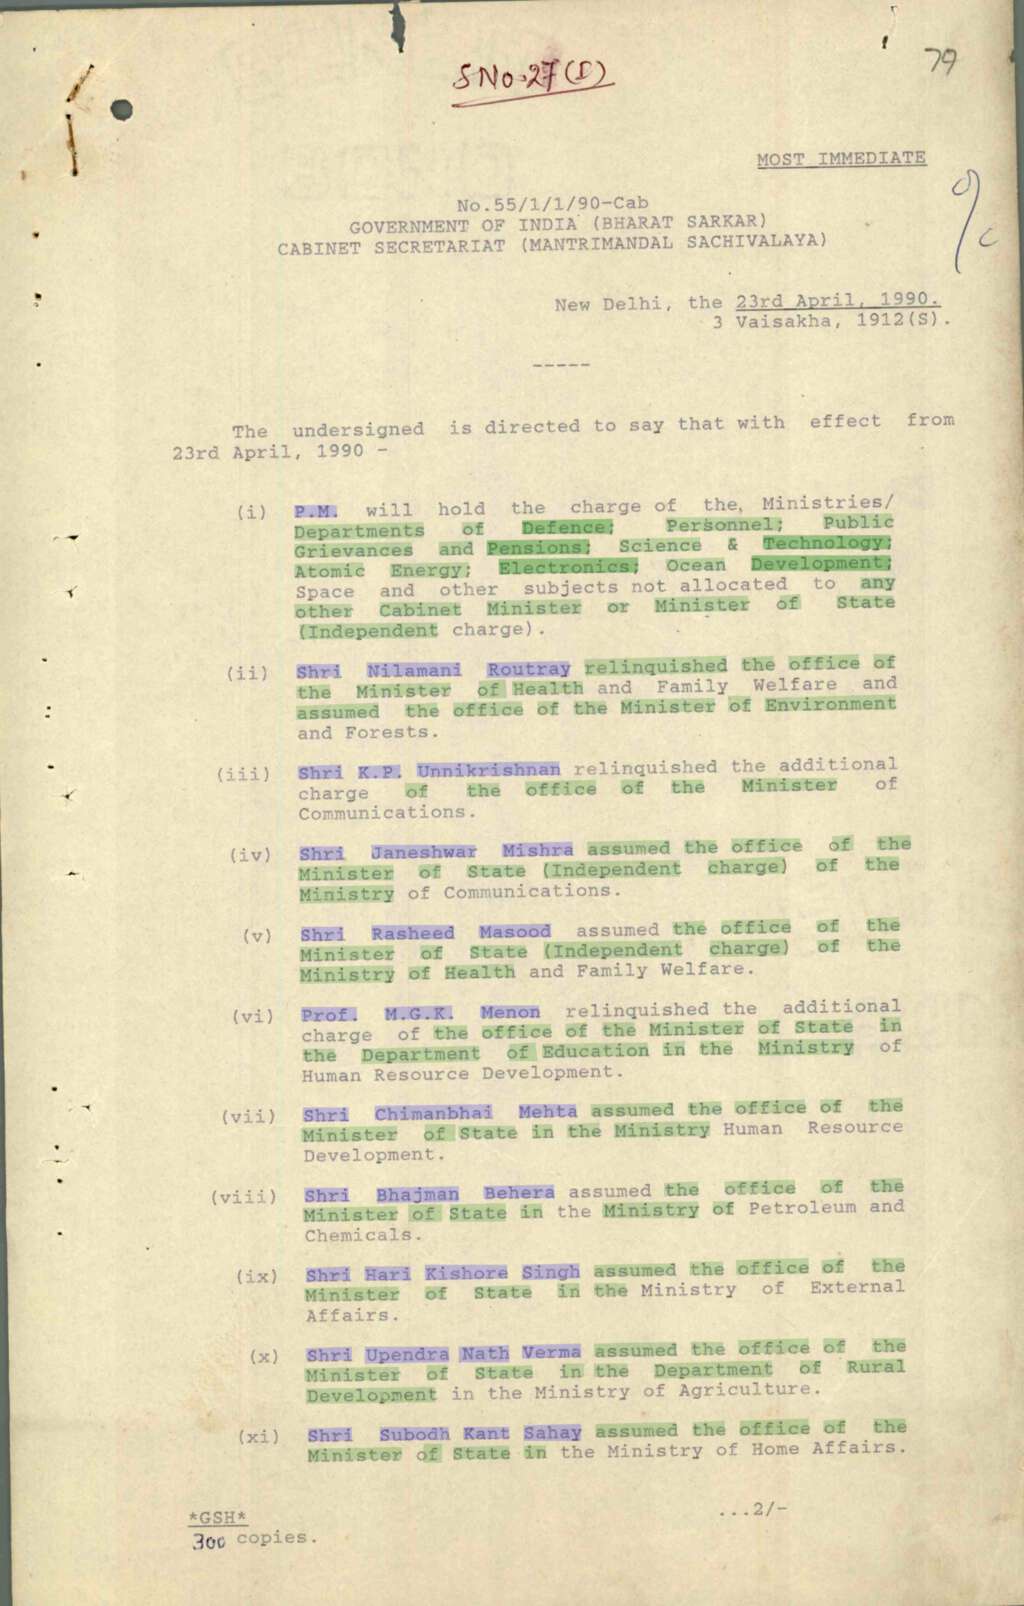 S No. 27 (I)
79
MOST IMMEDIATE
No.55/1/1/90-Cab
GOVERNMENT OF INDIA (BHARAT SARKAR)
CABINET SECRETARIAT (MANTRIMANDAL SACHIVALAYA)
New Delhi, the 23rd April, 1990.
3 Vaisakha, 1912(S).
-----
The undersigned is directed to say that with effect from
23rd April, 1990 -
(i) P.M. will hold the charge of the, Ministries/
Departments of Defence; Personnel; Public
Grievances and Pensions; Science & Technology;
Atomic Energy; Electronics; Ocean Development;
Space and other subjects not allocated to any
other Cabinet Minister or Minister of State
(Independent charge).
(ii) Shri Nilamani Routray relinquished the office of
the Minister of Health and Family Welfare and
assumed the office of the Minister of Environment
and Forests.
(iii) Shri K.P. Unnikrishnan relinquished the additional
charge of the office of the Minister of
Communications.
(iv) Shri Janeshwar Mishra assumed the office of the
Minister of State (Independent charge) of the
Ministry of Communications.
(v) Shri Rasheed Masood assumed the office of the
Minister of State (Independent charge) of the
Ministry of Health and Family Welfare.
(vi) Prof. M.G.K. Menon relinquished the additional
charge of the office of the Minister of State in
the Department of Education in the Ministry of
Human Resource Development.
(vii) Shri Chimanbhai Mehta assumed the office of the
Minister of State in the Ministry Human Resource
Development.
(viii) Shri Bhajman Behera assumed the office of the
Minister of State in the Ministry of Petroleum and
Chemicals.
(ix) Shri Hari Kishore Singh assumed the office of the
Minister of State in the Ministry of External
Affairs.
(x) Shri Upendra Nath Verma assumed the office of the
Minister of State in the Department of Rural
Development in the Ministry of Agriculture.
(xi) Shri Subodh Kant Sahay assumed the office of the
Minister of State in the Ministry of Home Affairs.
...2/-
*GSH*
300 copies.